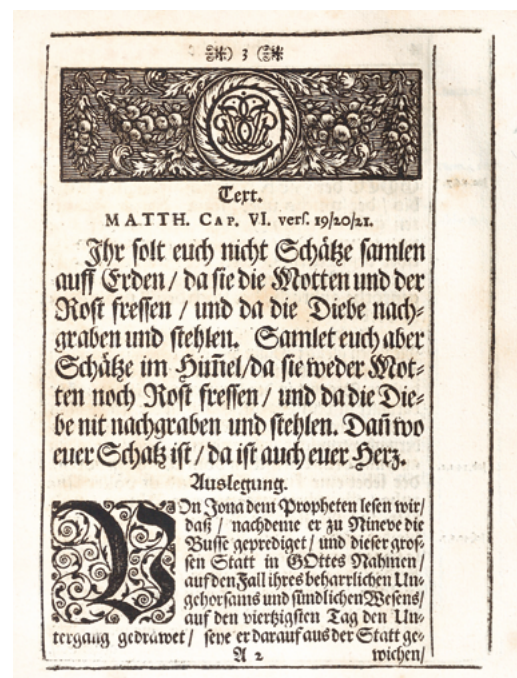 ) 3 (
Text.
MATTH. CAP. VI. vers. 19/20/21.
Ihr solt euch nicht Schätze samlen
auff Erden / da sie die Motten und der
Rost fressen / und da die Diebe nach-
graben und stehlen. Samlet euch aber
Schätze im Him̃el/da sie weder Mot-
ten noch Rost fressen / und da die Die-
be nit nachgraben und stehlen. Dañ wo
euer Schatz ist / da ist auch euer Herz.
Auslegung.
VOn Jona dem Propheten lesen wir/
daß / nachdeme er zu Nineve die
Busse geprediget / und dieser gros-
sen Statt in GOttes Nahmen /
auf den Fall ihres beharrlichen Un-
gehorsams und sündlichen Wesens/
auf den viertzigsten Tag den Un-
tergang gedräwet / seye er darauf aus der Statt ge-
A 2 wichen/